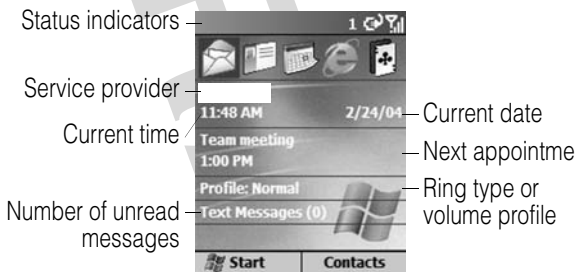 Status indicators
1
Service provider
11:48 AM 2/24/04
Current date
Current time
Team meeting
1:00 PM
Next appointme
Profile: Normal
Ring type or
volume profile
Number of unread
messages
Text Messages (0)
Start Contacts